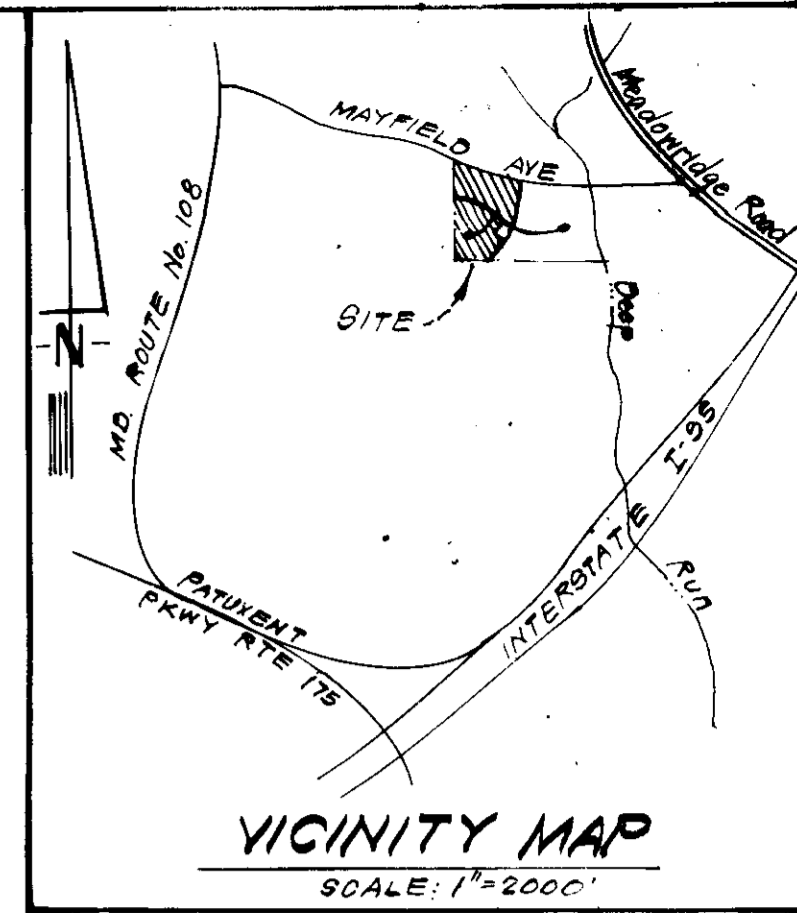 MAYFIELD AVE
Meadowridge Road
MD. ROUTE No. 108
SITE
N
Deep
Run
INTERSTATE I-95
PATUXENT
PKWY RTE 175
VICINITY MAP
SCALE: 1"=2000'